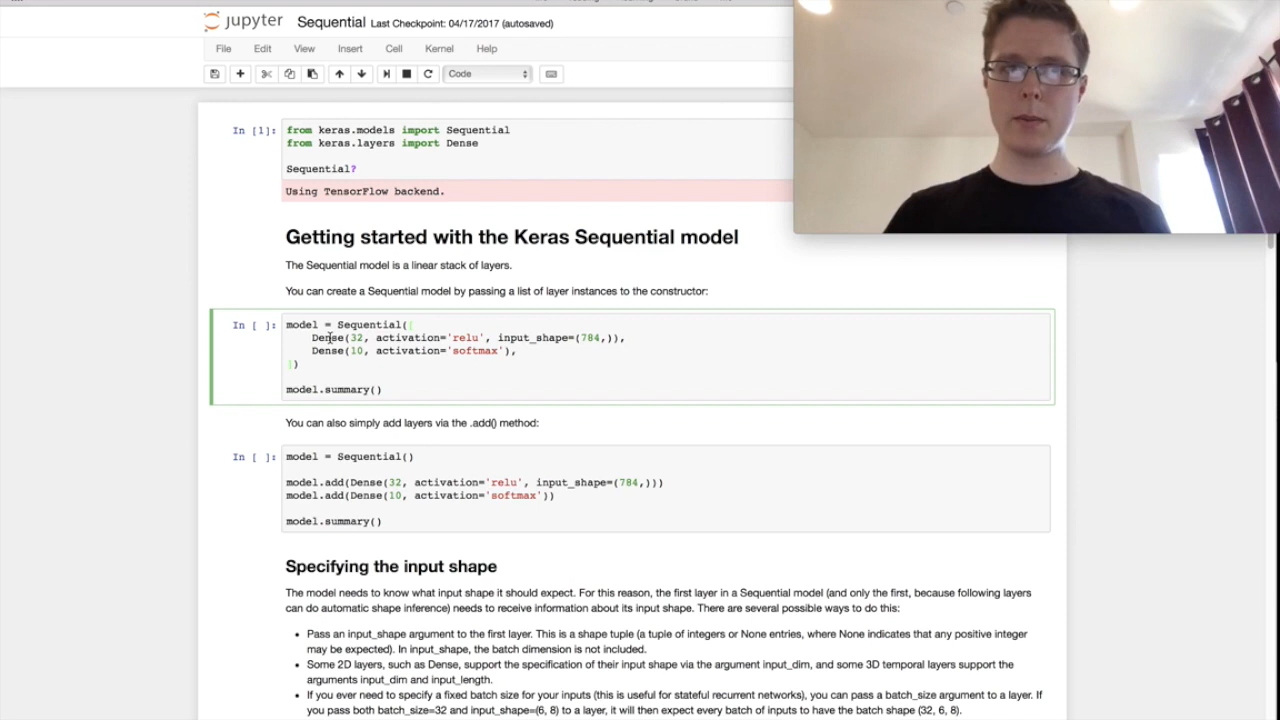 jupyter Sequential Last Checkpoint: 04/17/2017 (autosaved)
File Edit View Insert Cell Kernel Help
Code
In [1]: from keras.models import Sequential
from keras.layers import Dense
Sequential?
Using TensorFlow backend.
Getting started with the Keras Sequential model
The Sequential model is a linear stack of layers.
You can create a Sequential model by passing a list of layer instances to the constructor:
In [ ]: model = Sequential([
Dense(32, activation='relu', input_shape=(784,)),
Dense(10, activation='softmax'),
])
model.summary()
You can also simply add layers via the .add() method:
In [ ]: model = Sequential()
model.add(Dense(32, activation='relu', input_shape=(784,)))
model.add(Dense(10, activation='softmax'))
model.summary()
Specifying the input shape
The model needs to know what input shape it should expect. For this reason, the first layer in a Sequential model (and only the first, because following layers
can do automatic shape inference) needs to receive information about its input shape. There are several possible ways to do this:
• Pass an input_shape argument to the first layer. This is a shape tuple (a tuple of integers or None entries, where None indicates that any positive integer
may be expected). In input_shape, the batch dimension is not included.
• Some 2D layers, such as Dense, support the specification of their input shape via the argument input_dim, and some 3D temporal layers support the
arguments input_dim and input_length.
• If you ever need to specify a fixed batch size for your inputs (this is useful for stateful recurrent networks), you can pass a batch_size argument to a layer. If
you pass both batch_size=32 and input_shape=(6, 8) to a layer, it will then expect every batch of inputs to have the batch shape (32, 6, 8).